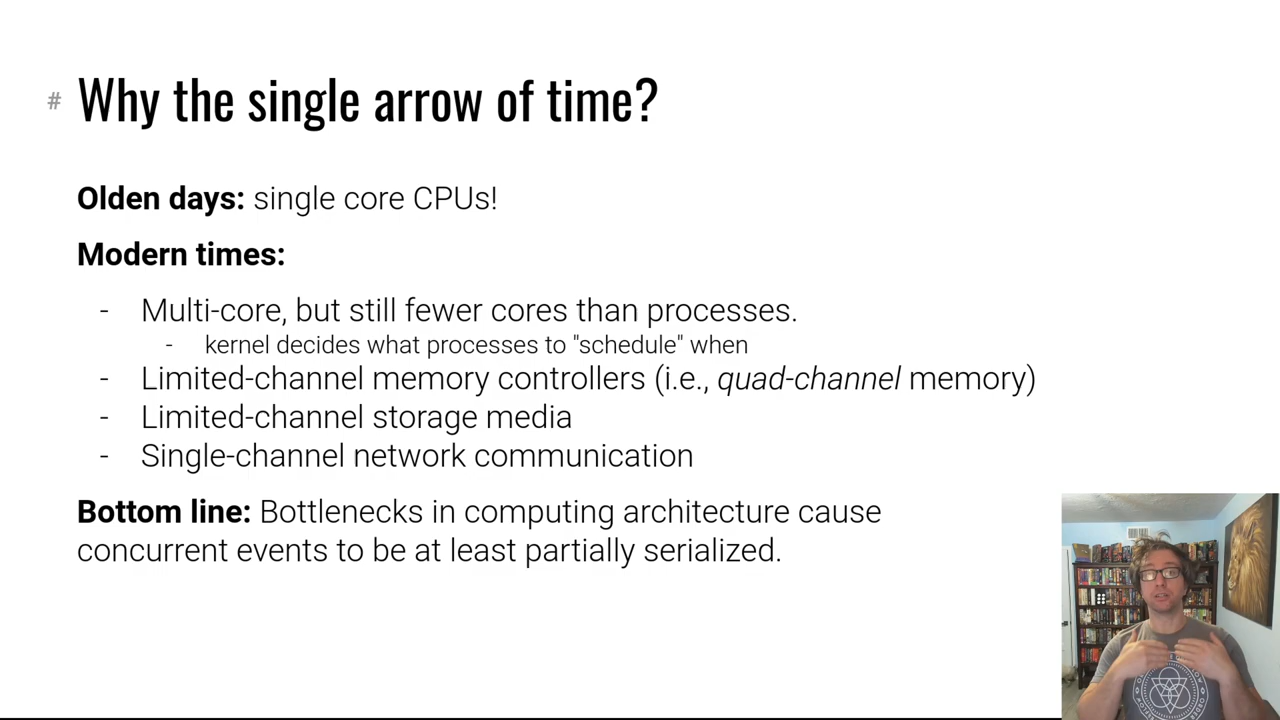 # Why the single arrow of time?
Olden days: single core CPUs!
Modern times:
- Multi-core, but still fewer cores than processes.
- kernel decides what processes to "schedule" when
- Limited-channel memory controllers (i.e., quad-channel memory)
- Limited-channel storage media
- Single-channel network communication
Bottom line: Bottlenecks in computing architecture cause
concurrent events to be at least partially serialized.